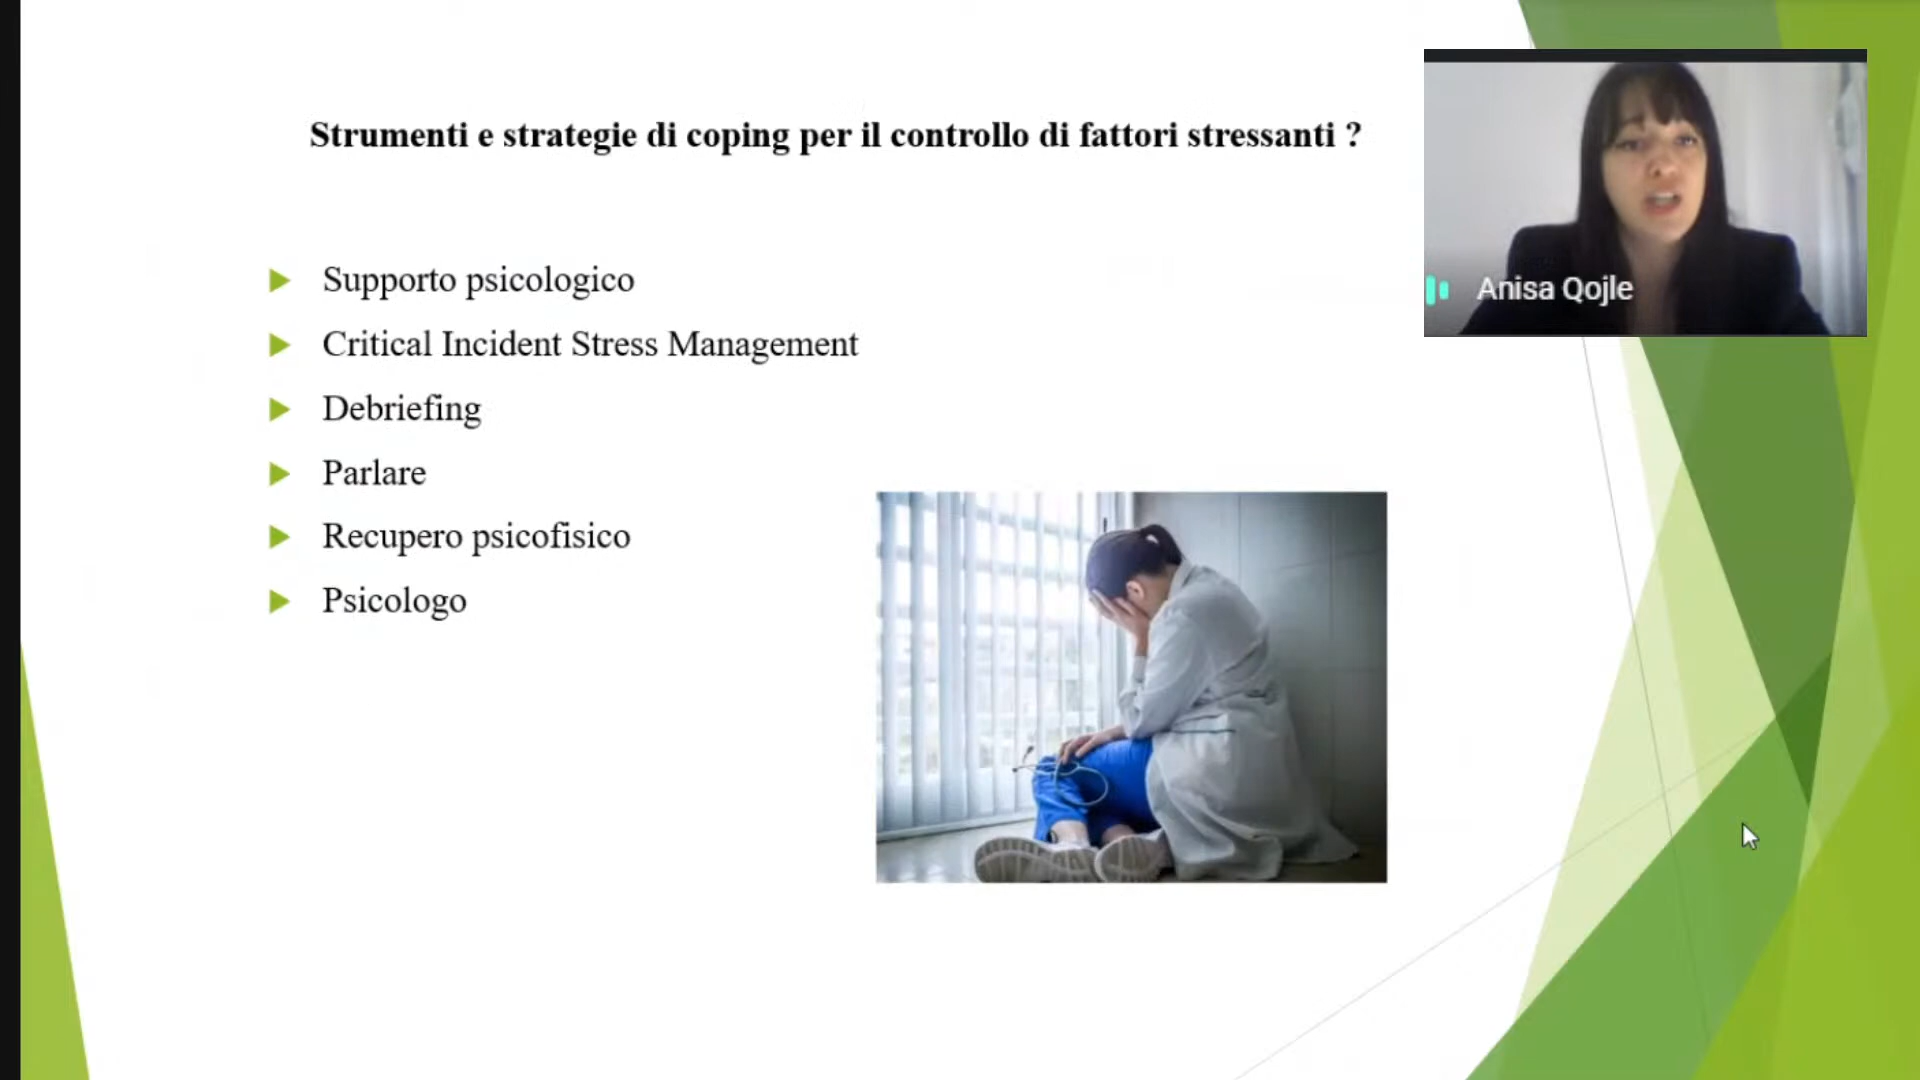 Strumenti e strategie di coping per il controllo di fattori stressanti ?
Anisa Qojle
Supporto psicologico
Critical Incident Stress Management
Debriefing
Parlare
Recupero psicofisico
Psicologo